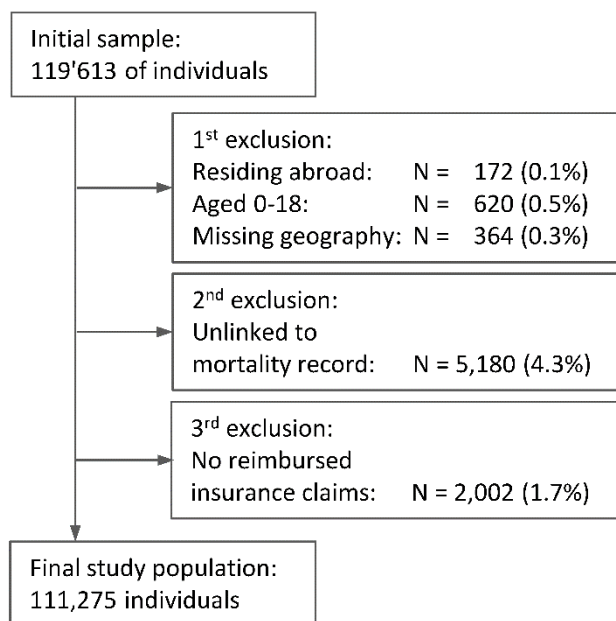 Initial sample:
119'613 of individuals
1st exclusion:
Residing abroad: N = 172 (0.1%)
Aged 0-18: N = 620 (0.5%)
Missing geography: N = 364 (0.3%)
2nd exclusion:
Unlinked to
mortality record: N = 5,180 (4.3%)
3rd exclusion:
No reimbursed
insurance claims: N = 2,002 (1.7%)
Final study population:
111,275 individuals